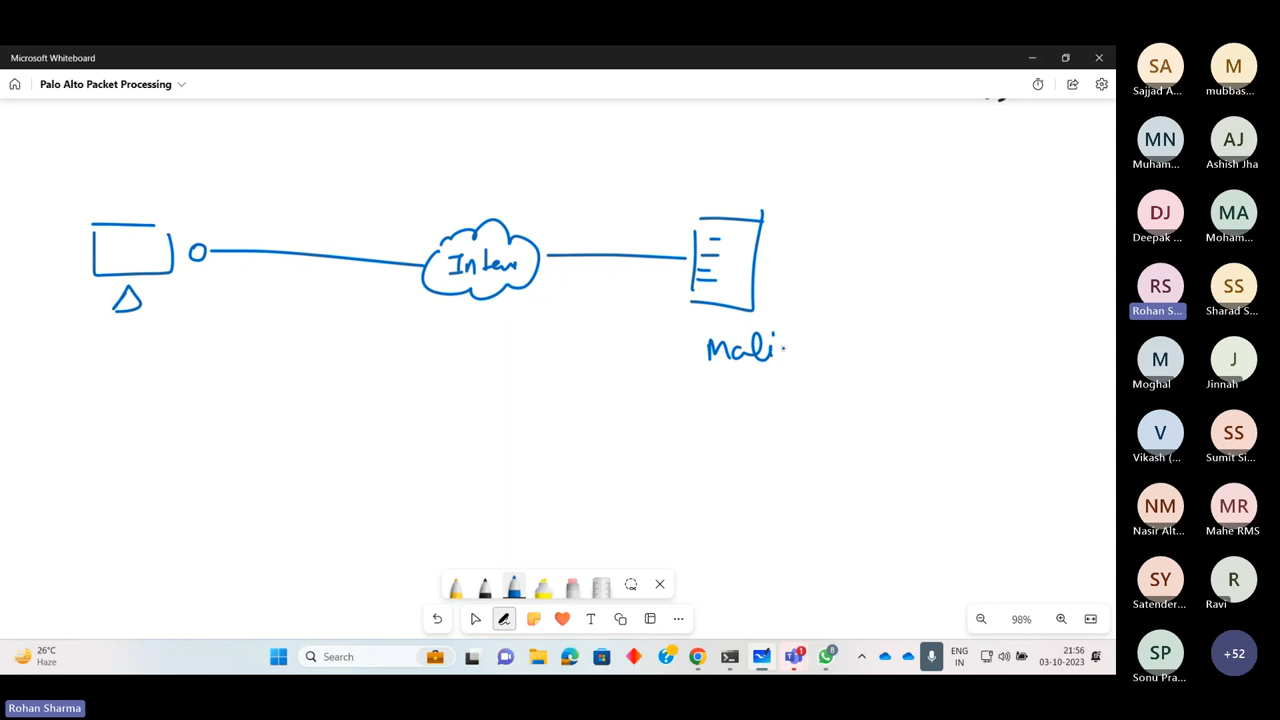 Microsoft Whiteboard
Palo Alto Packet Processing
Inter
Mali
98%
26°C
Haze
Search
1
8
ENG
IN
21:56
03-10-2023
SA
Sajjad A...
M
mubbas...
MN
Muham...
AJ
Ashish Jha
DJ
Deepak ...
MA
Moham...
RS
Rohan S...
SS
Sharad S...
M
Moghal
J
Jinnah
V
Vikash (...
SS
Sumit Si...
NM
Nasir Alt...
MR
Mahe RMS
SY
Satender...
R
Ravi
SP
Sonu Pra...
+52
Rohan Sharma